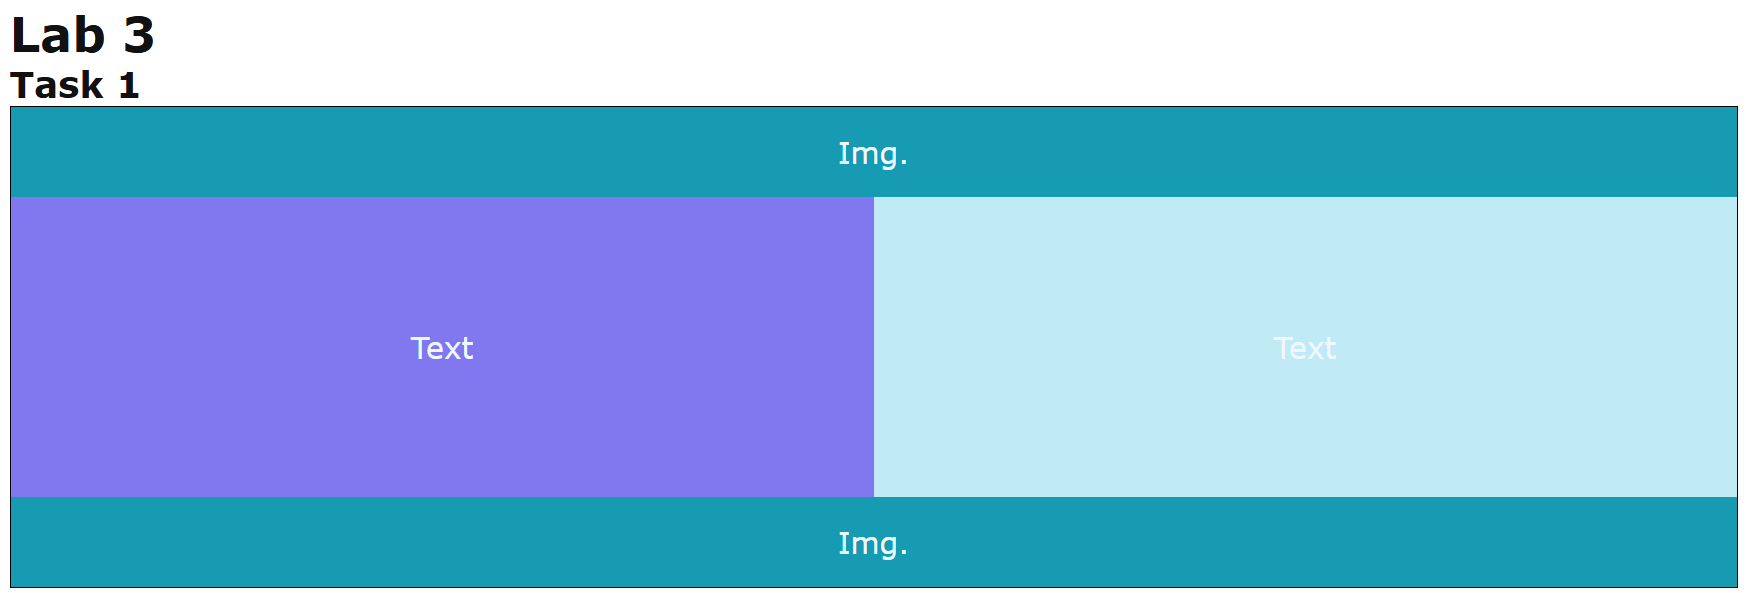 Lab 3
Task 1
Img.
Text Text
Img.